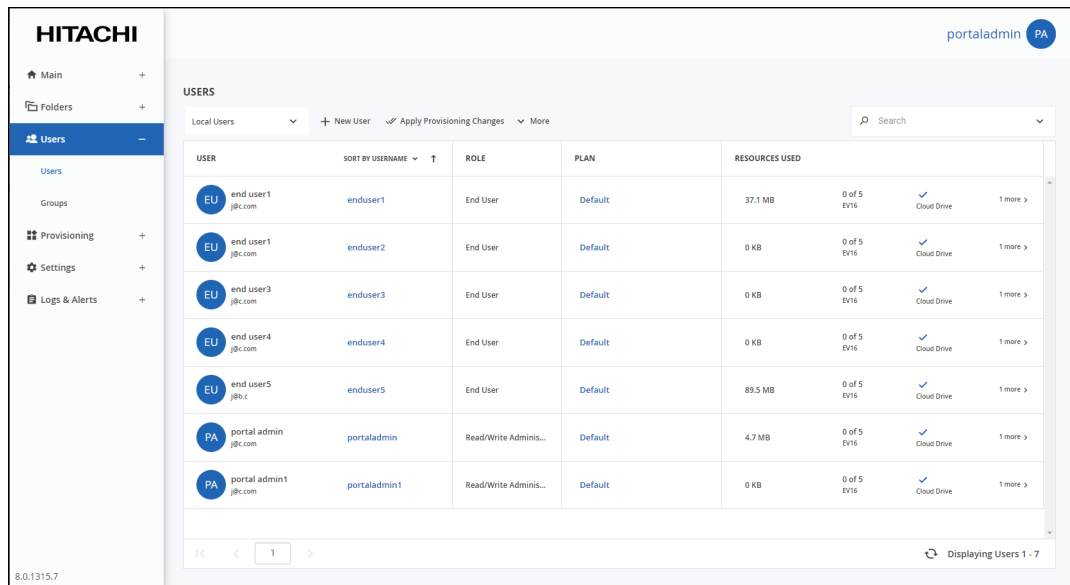 HITACHI
portaladmin PA
Main +
Folders +
Users −
Users
Groups
Provisioning +
Settings +
Logs & Alerts +
8.0.1315.7
USERS
Local Users + New User Apply Provisioning Changes More Search
USER SORT BY USERNAME ↑ ROLE PLAN RESOURCES USED
EU end user1 enduser1 End User Default 37.1 MB 0 of 5 1 more >
j@c.com EV16 Cloud Drive
EU end user1 enduser2 End User Default 0 KB 0 of 5 1 more >
j@c.com EV16 Cloud Drive
EU end user3 enduser3 End User Default 0 KB 0 of 5 1 more >
j@c.com EV16 Cloud Drive
EU end user4 enduser4 End User Default 0 KB 0 of 5 1 more >
j@c.com EV16 Cloud Drive
EU end user5 enduser5 End User Default 89.5 MB 0 of 5 1 more >
j@b.c EV16 Cloud Drive
PA portal admin portaladmin Read/Write Adminis... Default 4.7 MB 0 of 5 1 more >
j@c.com EV16 Cloud Drive
PA portal admin1 portaladmin1 Read/Write Adminis... Default 0 KB 0 of 5 1 more >
j@c.com EV16 Cloud Drive
1 Displaying Users 1 - 7